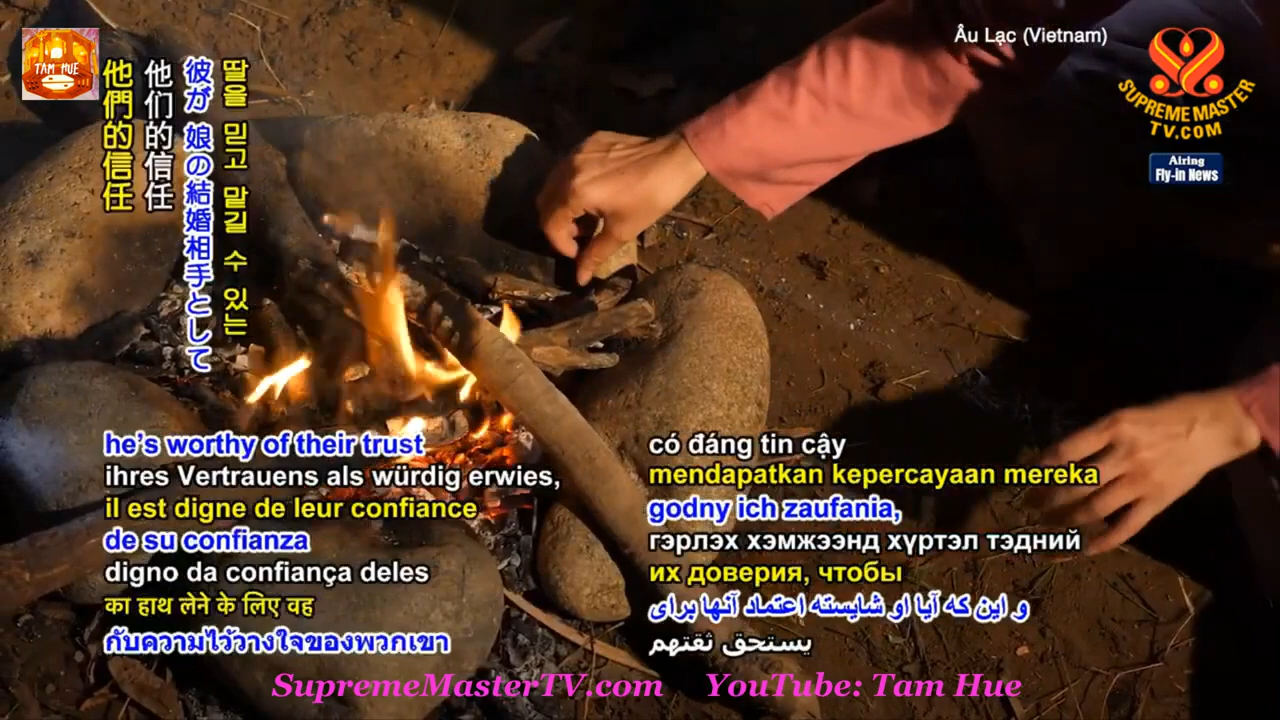 TAM HUE
他們的信任
他们的信任
彼が 娘の結婚相手として
딸을 믿고 맡길 수 있는
Âu Lạc (Vietnam)
SUPREME MASTER
TV.COM
Airing
Fly-in News
he's worthy of their trust
ihres Vertrauens als würdig erwies,
il est digne de leur confiance
de su confianza
digno da confiança deles
का हाथ लेने के लिए वह
กับความไว้วางใจของพวกเขา
có đáng tin cậy
mendapatkan kepercayaan mereka
godny ich zaufania,
гэрлэх хэмжээнд хүртэл тэдний
их доверия, чтобы
و این که آیا او شایسته اعتماد آنها برای
يستحق ثقتهم
SupremeMasterTV.com YouTube: Tam Hue